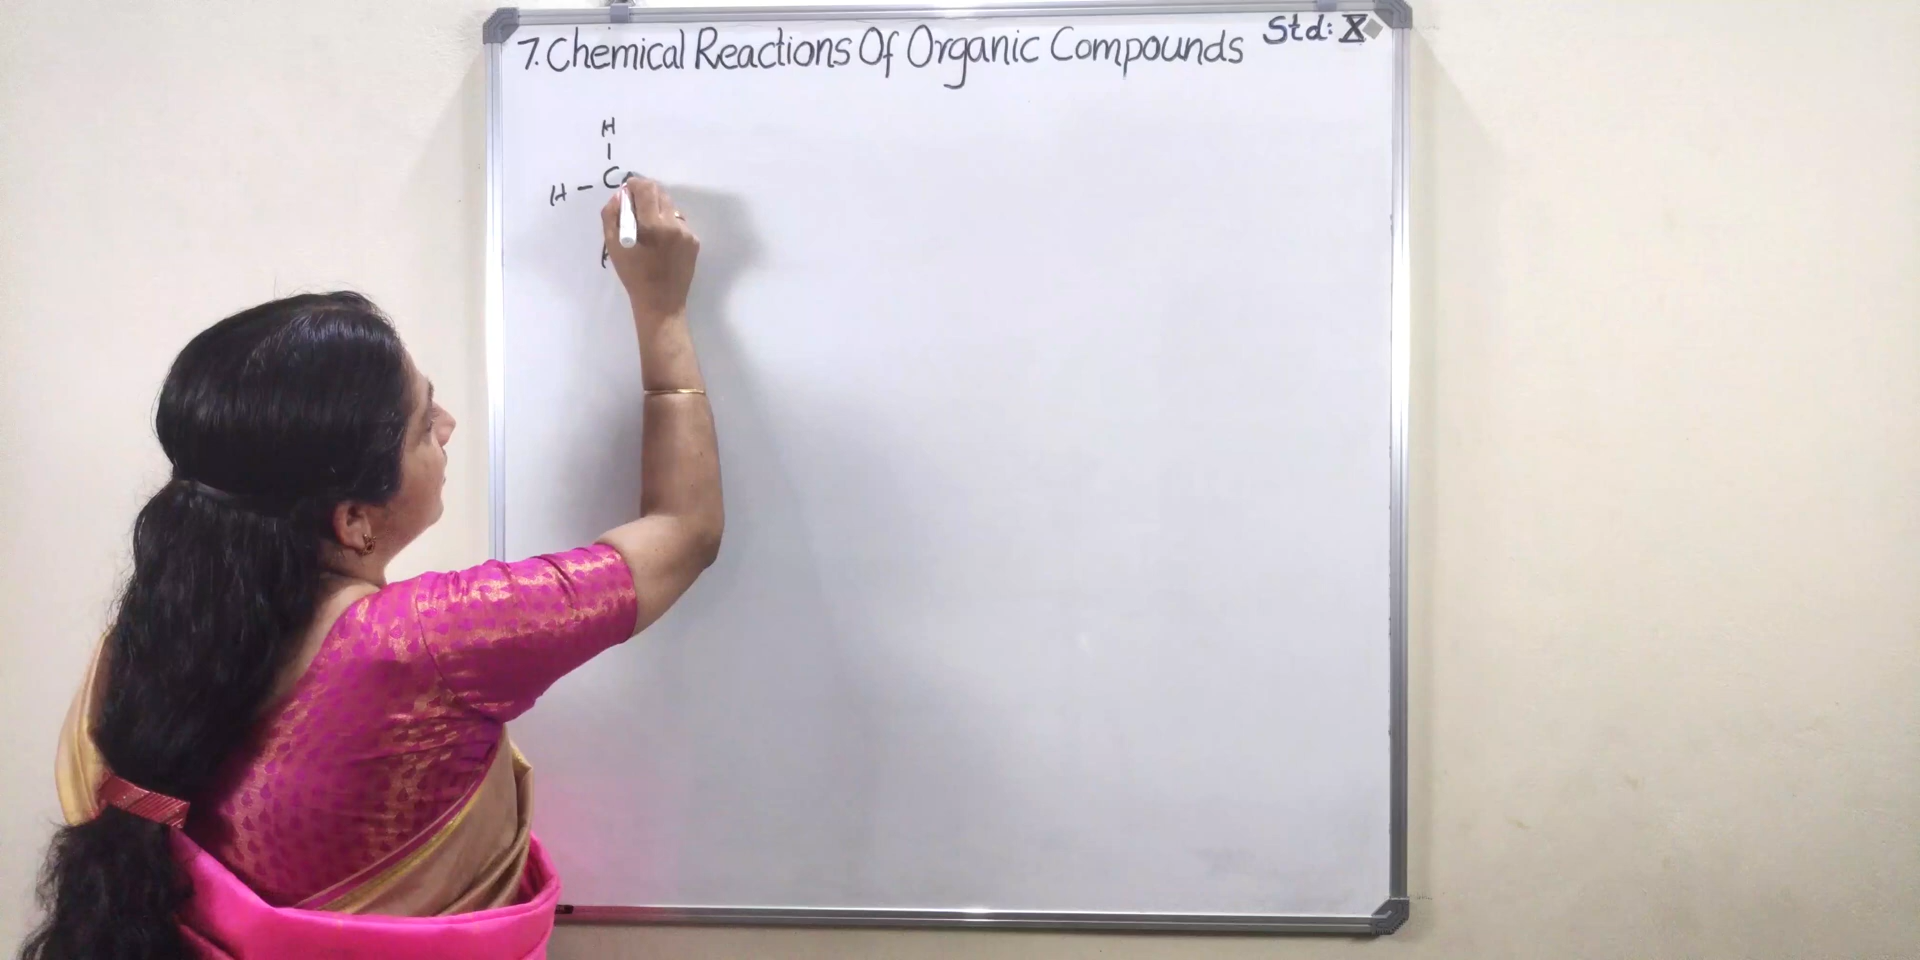 7. Chemical Reactions Of Organic Compounds Std: X
H
H - C